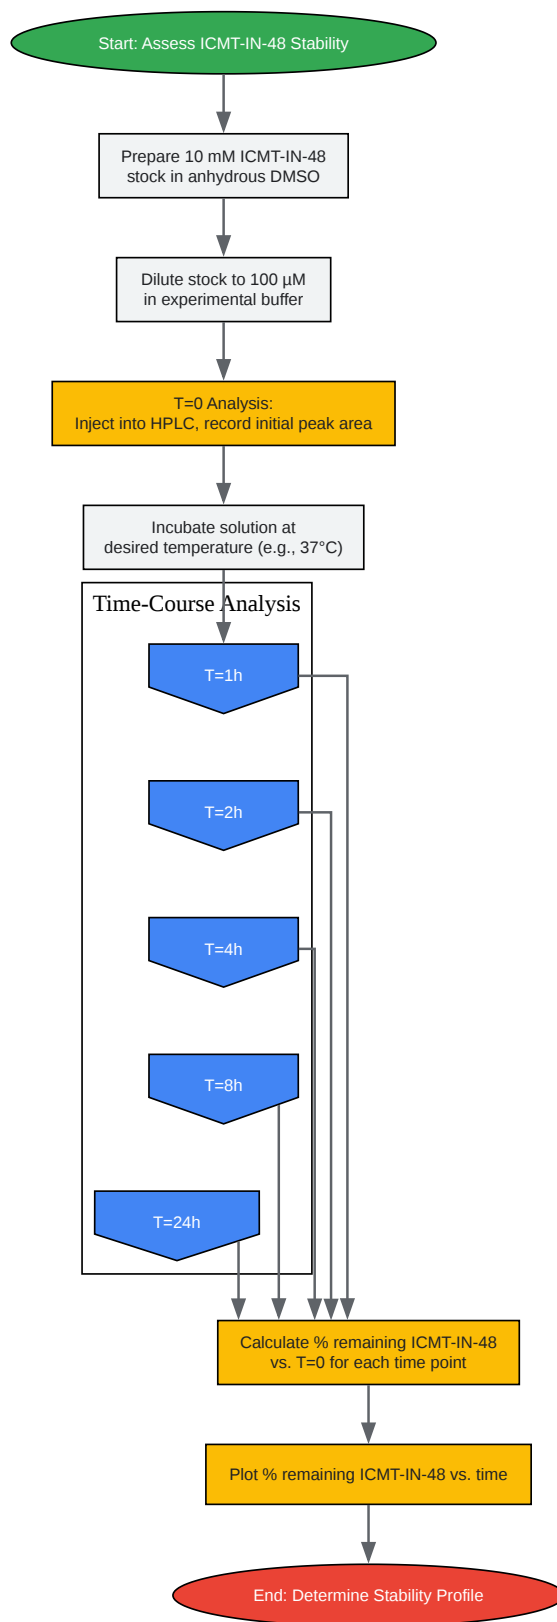 Start: Assess ICMT-IN-48 Stability
Prepare 10 mM ICMT-IN-48
stock in anhydrous DMSO
Dilute stock to 100 µM
in experimental buffer
T=0 Analysis:
Inject into HPLC, record initial peak area
Incubate solution at
desired temperature (e.g., 37°C)
Time-Course Analysis
T=1h
T=2h
T=4h
T=8h
T=24h
Calculate % remaining ICMT-IN-48
vs. T=0 for each time point
Plot % remaining ICMT-IN-48 vs. time
End: Determine Stability Profile